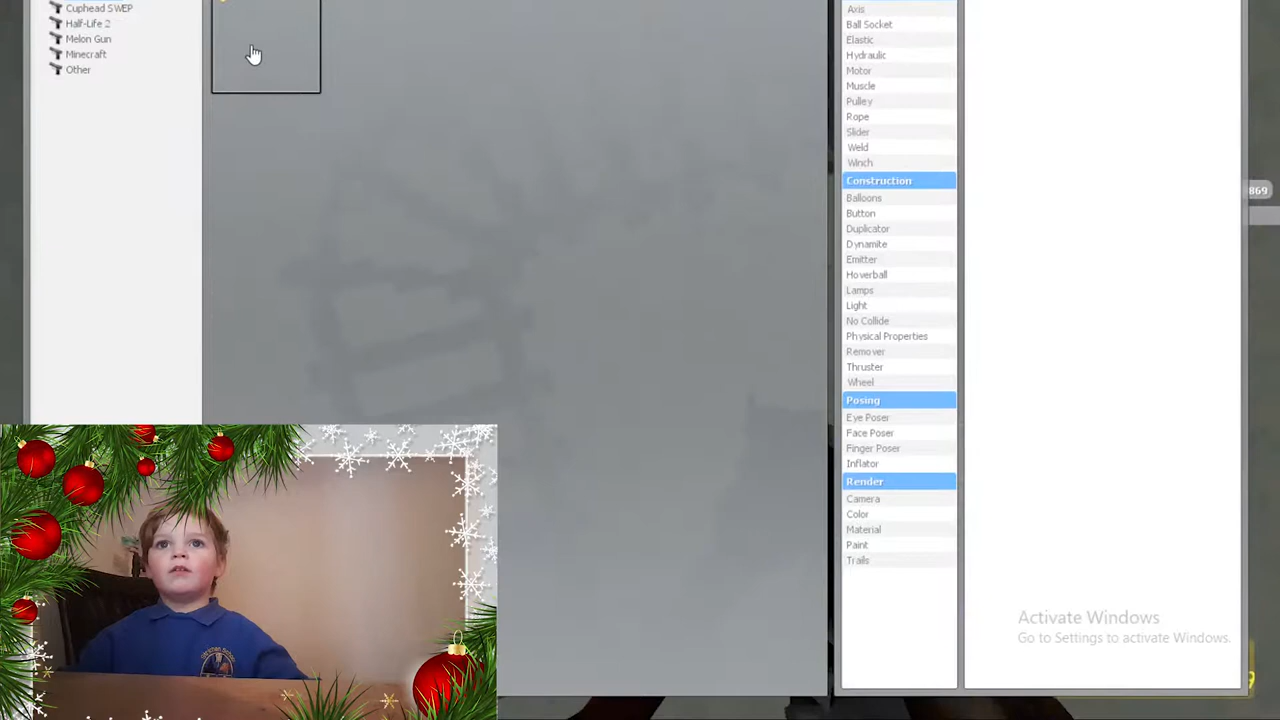 Cuphead SWEP
Half-Life 2
Melon Gun
Minecraft
Other
Axis
Ball Socket
Elastic
Hydraulic
Motor
Muscle
Pulley
Rope
Slider
Weld
Winch
Construction
Balloons
Button
Duplicator
Dynamite
Emitter
Hoverball
Lamps
Light
No Collide
Physical Properties
Remover
Thruster
Wheel
Posing
Eye Poser
Face Poser
Finger Poser
Inflator
Render
Camera
Color
Material
Paint
Trails
869
Activate Windows
Go to Settings to activate Windows.